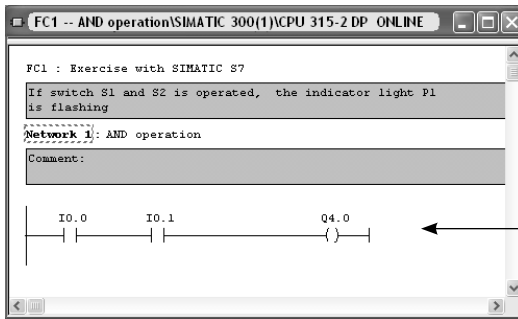 FC1 -- AND operation\SIMATIC 300(1)\CPU 315-2 DP ONLINE
FC1 : Exercise with SIMATIC S7
If switch S1 and S2 is operated, the indicator light P1
is flashing
Network 1: AND operation
Comment:
I0.0 I0.1 Q4.0